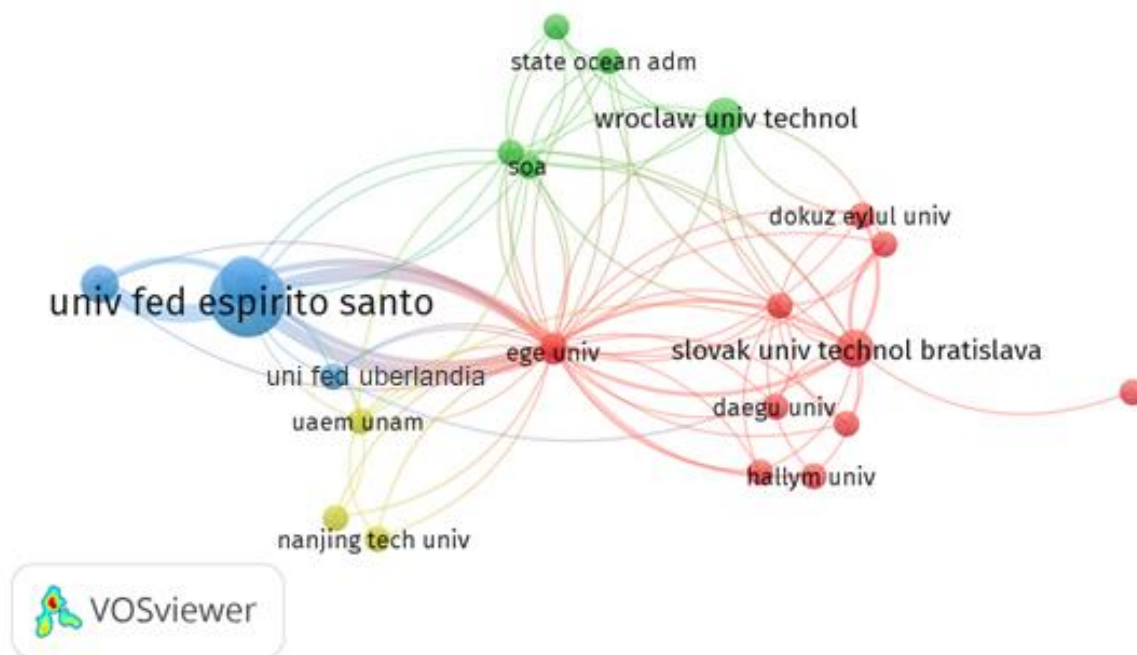 state ocean adm
wroclaw univ technol
soa
dokuz eylul univ
univ fed espirito santo
ege univ
slovak univ technol bratislava
uni fed uberlandia
daegu univ
uaem unam
hallym univ
nanjing tech univ
VOSviewer